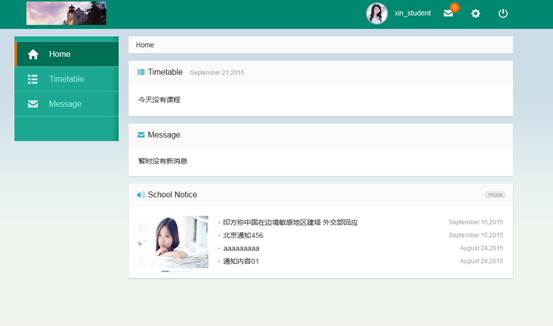 xin_student
0
Home
Timetable
Message
Home
Timetable September 21,2015
今天没有课程
Message
暂时没有新消息
School Notice more
印方称中国在边境敏感地区建塔 外交部回应 September 15,2015
北京通知456 September 15,2015
aaaaaaaaa August 24,2015
通知内容01 August 24,2015